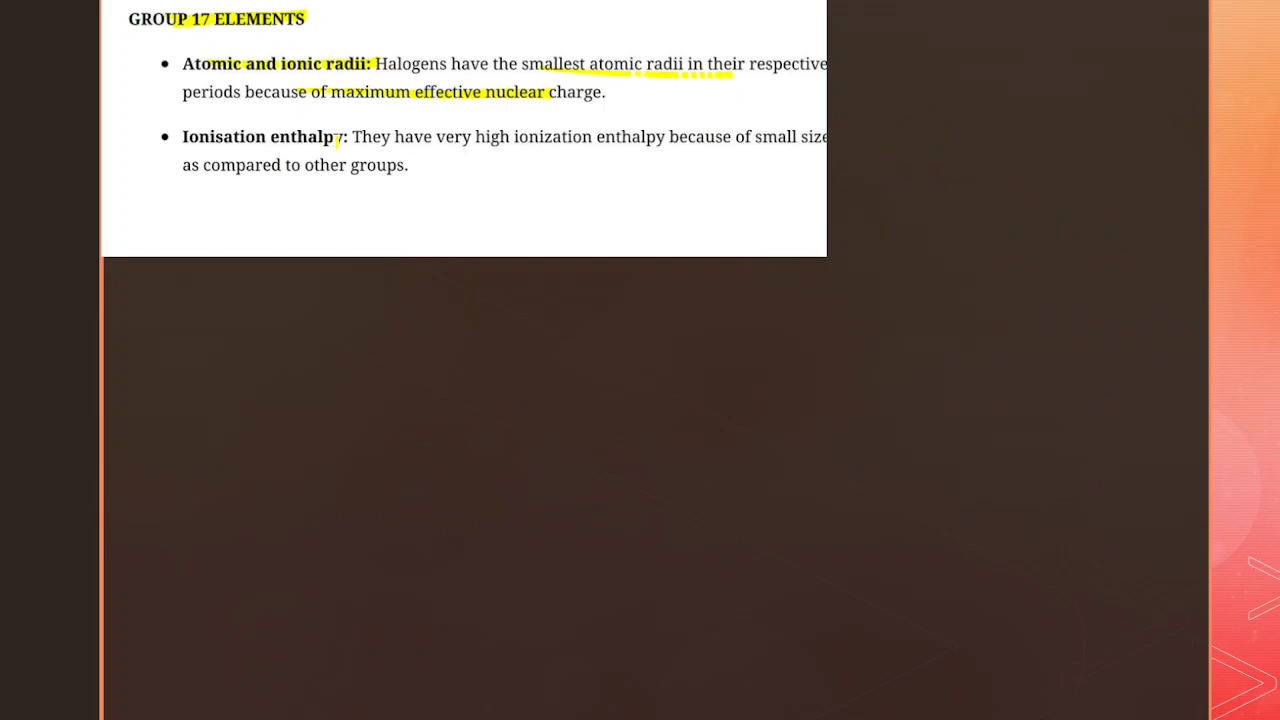 GROUP 17 ELEMENTS
• Atomic and ionic radii: Halogens have the smallest atomic radii in their respective
periods because of maximum effective nuclear charge.
• Ionisation enthalpy: They have very high ionization enthalpy because of small size
as compared to other groups.